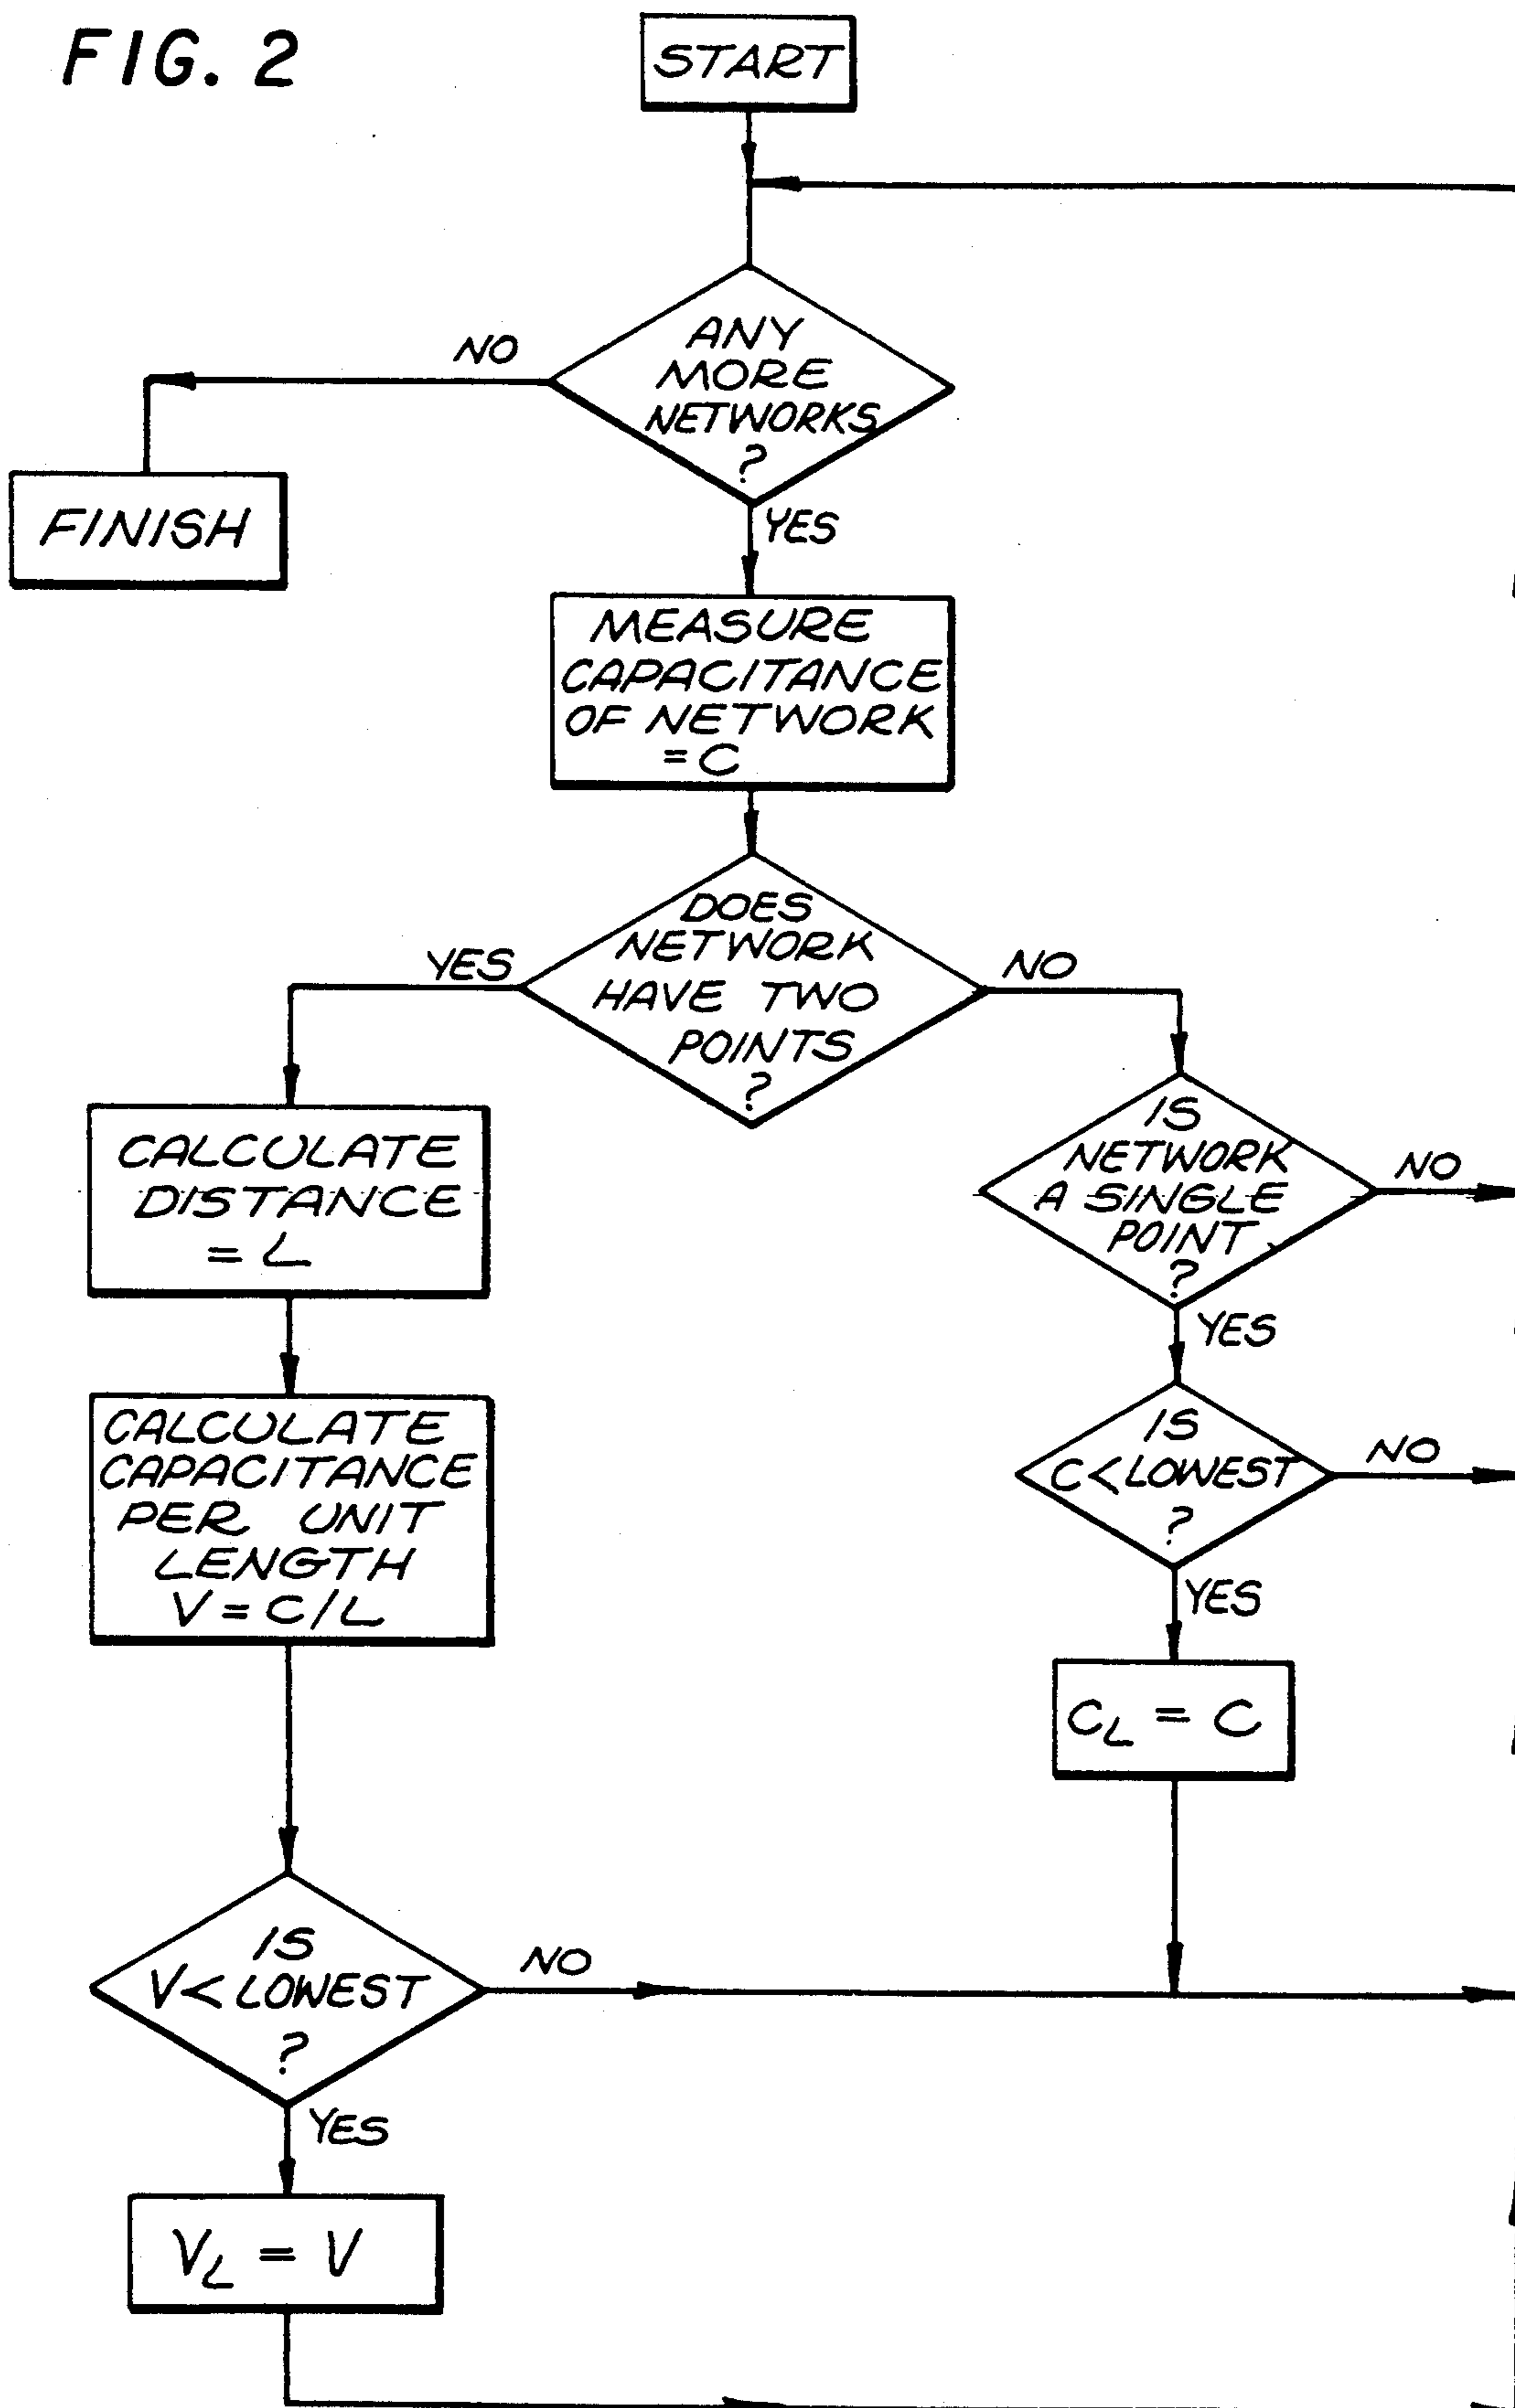 FIG. 2
START
ANY
MORE
NETWORKS
?
NO
FINISH
YES
MEASURE
CAPACITANCE
OF NETWORK
= C
DOES
NETWORK
HAVE TWO
POINTS
?
YES
NO
CALCULATE
DISTANCE
= L
IS
NETWORK
A SINGLE
POINT
?
NO
YES
CALCULATE
CAPACITANCE
PER UNIT
LENGTH
V = C/L
IS
C < LOWEST
?
NO
YES
C_L = C
IS
V < LOWEST
?
NO
YES
V_L = V